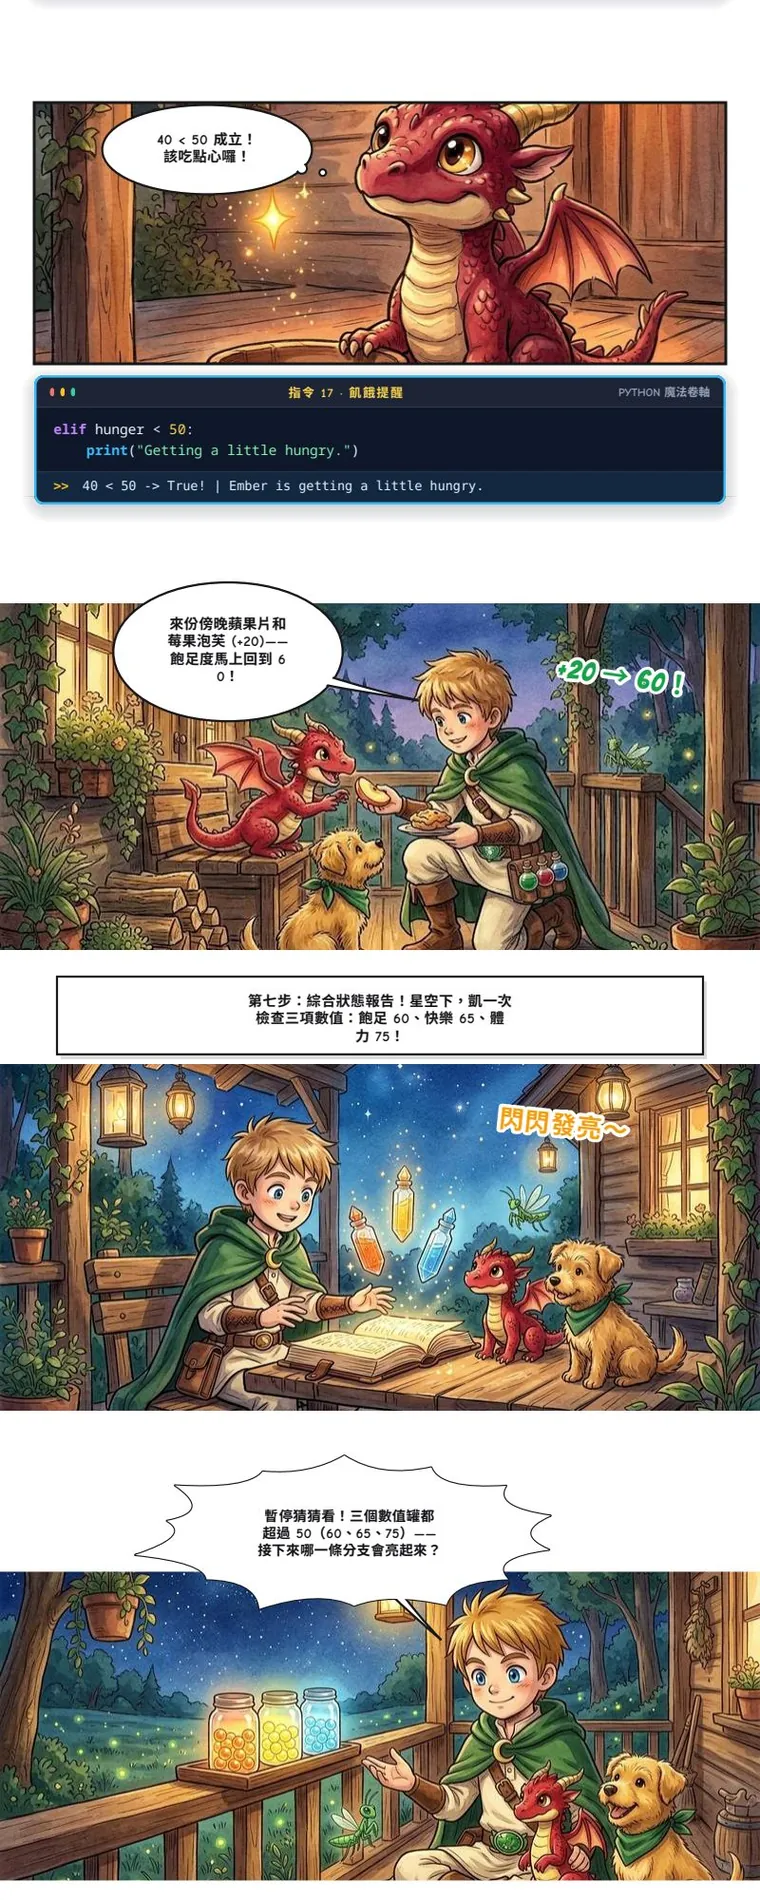 40 < 50 成立！
該吃點心囉！
指令 17 · 飢餓提醒
PYTHON 魔法卷軸
elif hunger < 50:
    print("Getting a little hungry.")
>> 40 < 50 -> True! | Ember is getting a little hungry.
來份傍晚蘋果片和
莓果泡芙 (+20)——
飽足度馬上回到 6
0！
+20 → 60！
第七步：綜合狀態報告！星空下，凱一次
檢查三項數值：飽足 60、快樂 65、體
力 75！
閃閃發亮～
暫停猜猜看！三個數值罐都
超過 50（60、65、75）——
接下來哪一條分支會亮起來？